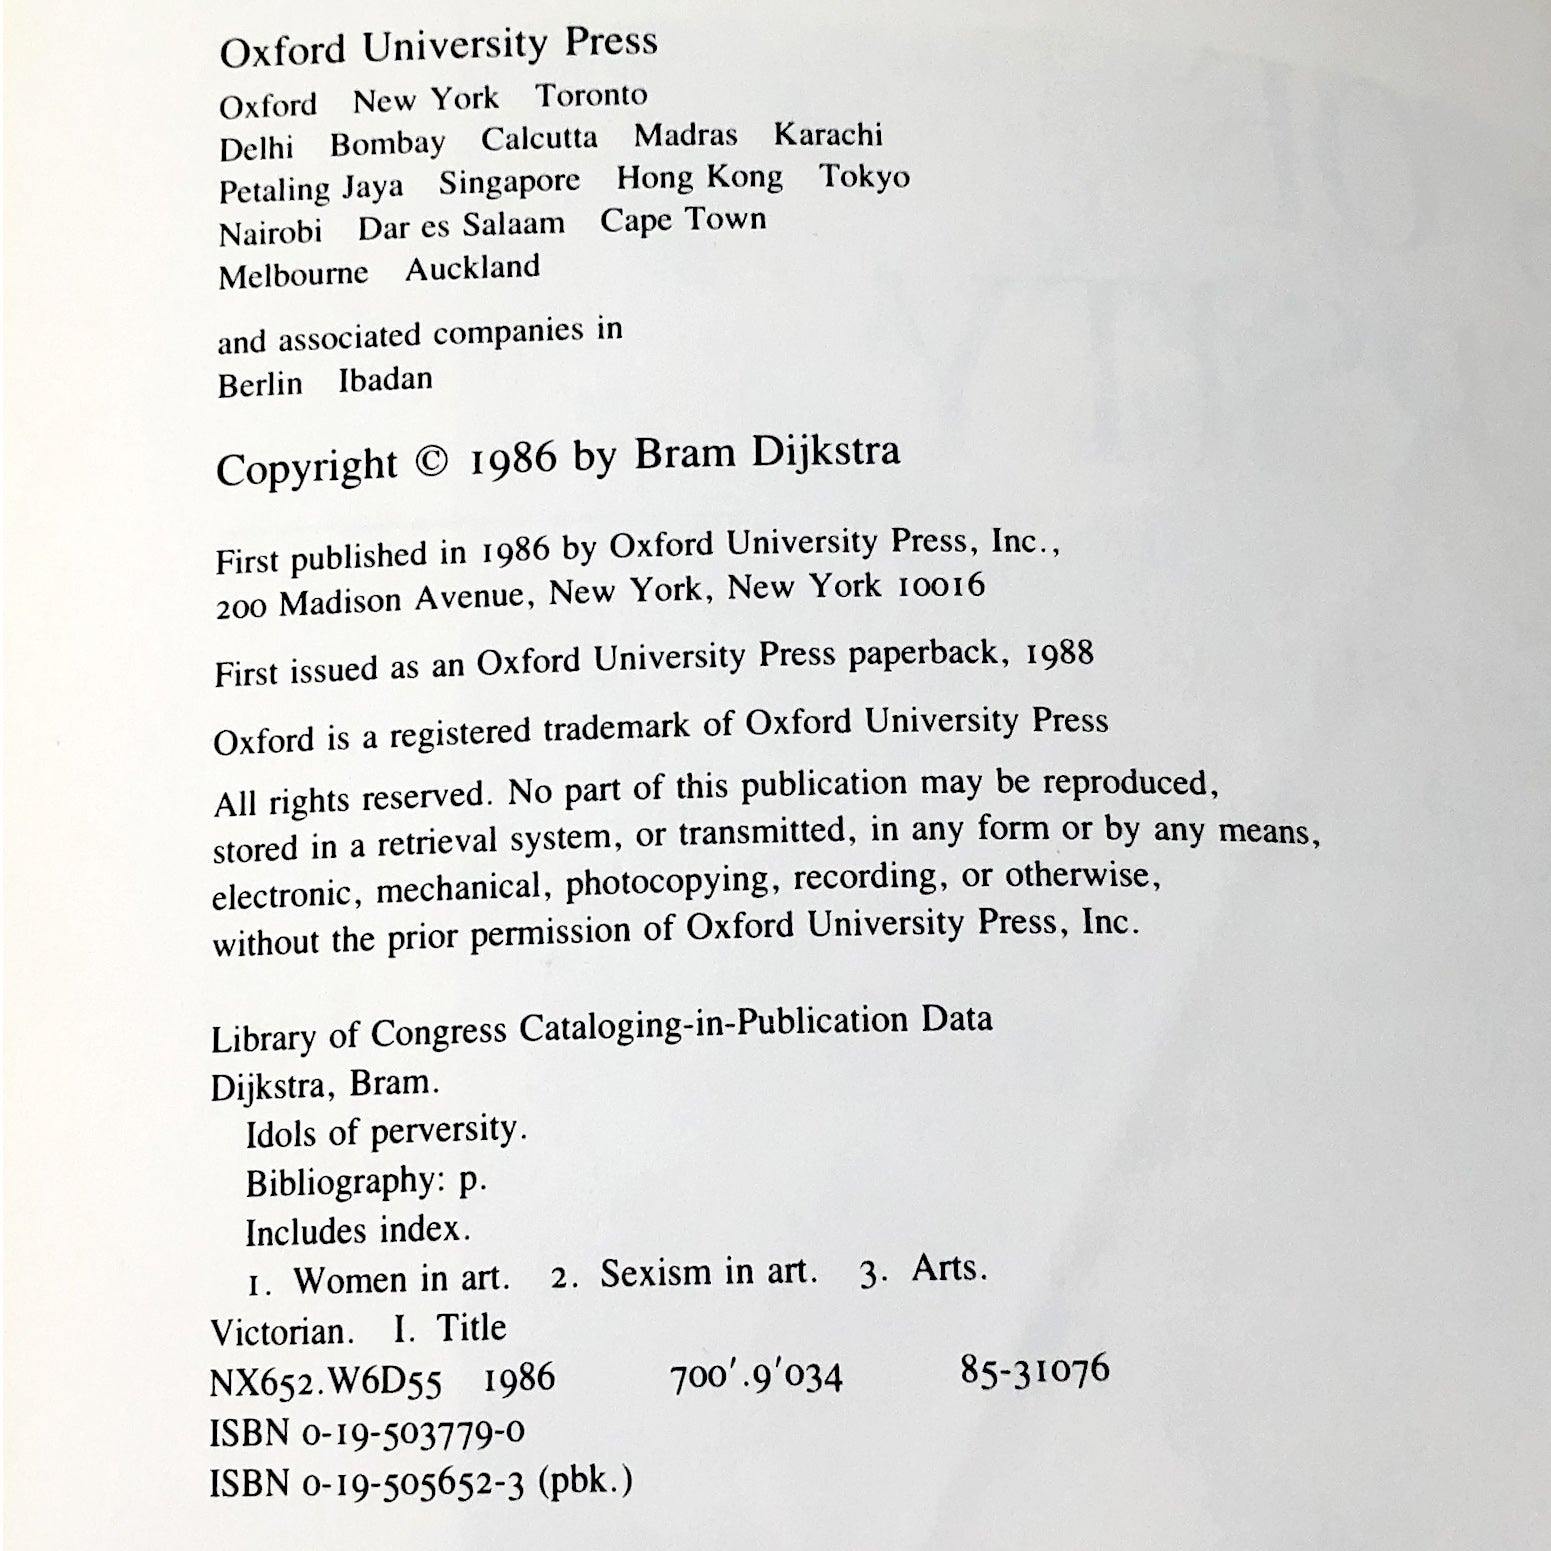 Oxford University Press
Oxford New York Toronto
Delhi Bombay Calcutta Madras Karachi
Petaling Jaya Singapore Hong Kong Tokyo
Nairobi Dar es Salaam Cape Town
Melbourne Auckland
and associated companies in
Berlin Ibadan
Copyright © 1986 by Bram Dijkstra
First published in 1986 by Oxford University Press, Inc.,
200 Madison Avenue, New York, New York 10016
First issued as an Oxford University Press paperback, 1988
Oxford is a registered trademark of Oxford University Press
All rights reserved. No part of this publication may be reproduced,
stored in a retrieval system, or transmitted, in any form or by any means,
electronic, mechanical, photocopying, recording, or otherwise,
without the prior permission of Oxford University Press, Inc.
Library of Congress Cataloging-in-Publication Data
Dijkstra, Bram.
Idols of perversity.
Bibliography: p.
Includes index.
1. Women in art. 2. Sexism in art. 3. Arts.
Victorian. I. Title
NX652.W6D55 1986 700'.9'034 85-31076
ISBN 0-19-503779-0
ISBN 0-19-505652-3 (pbk.)